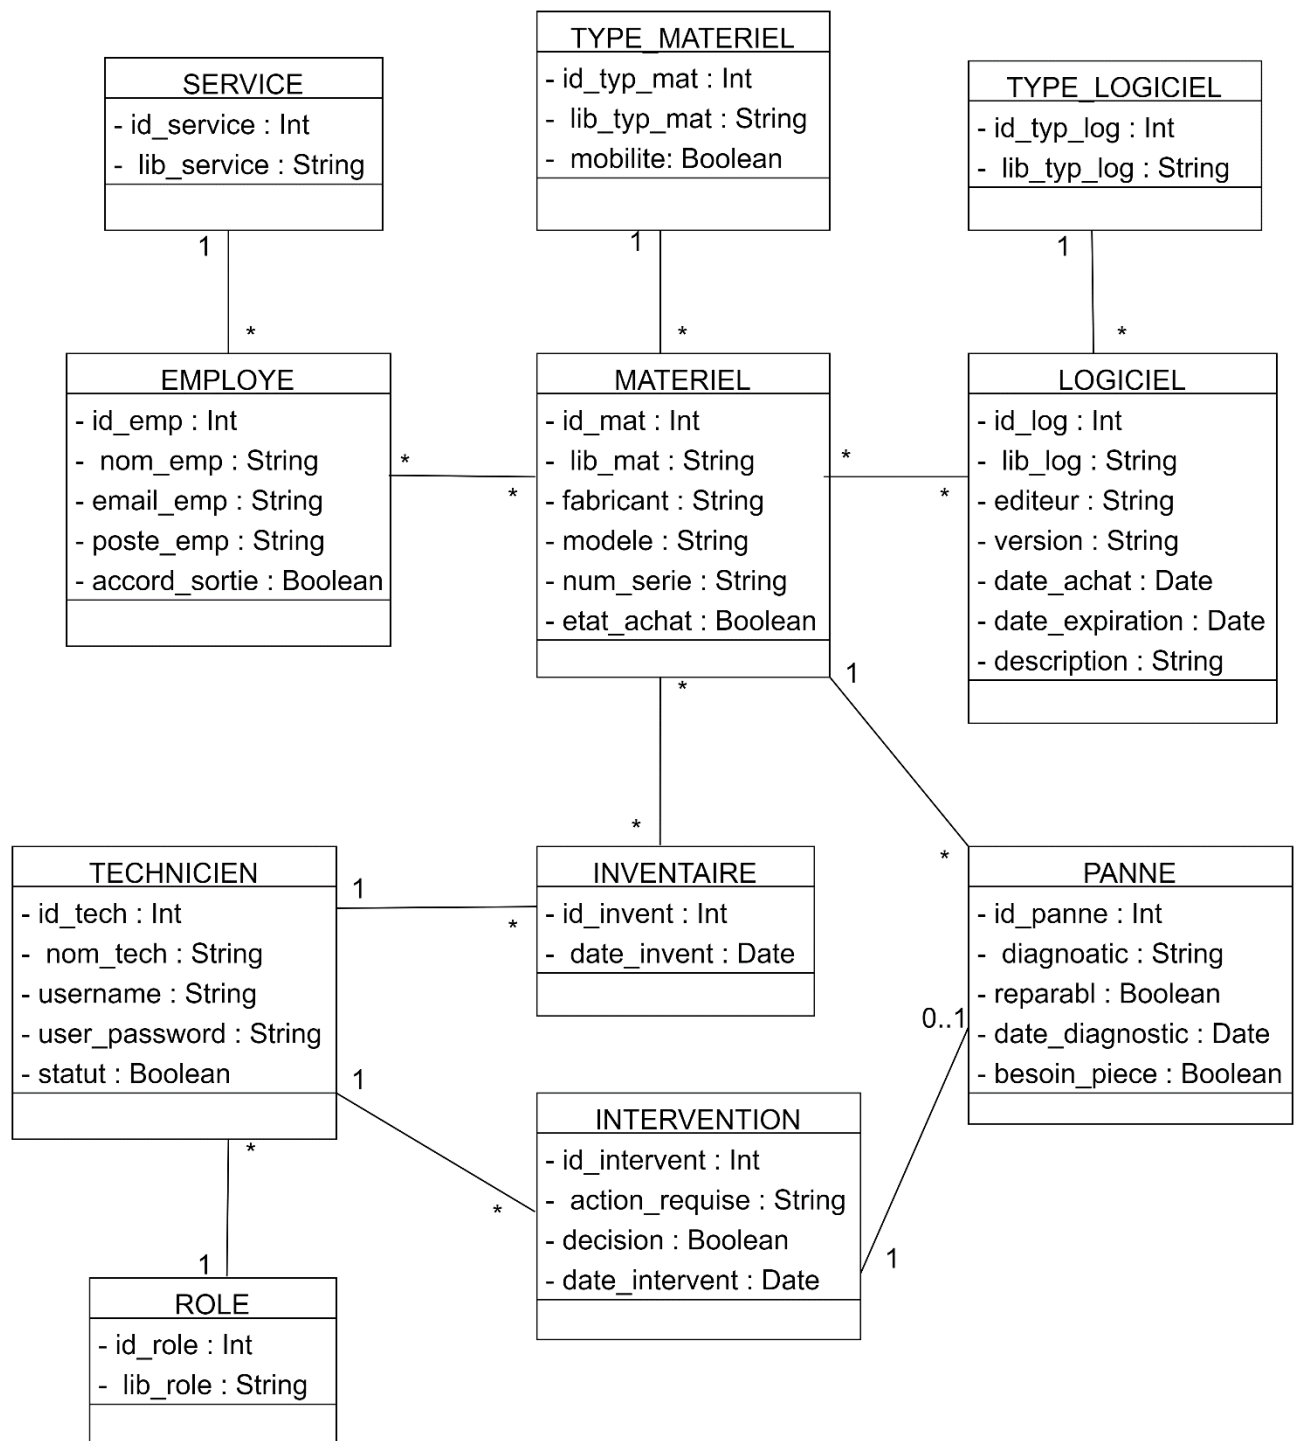 SERVICE
- id_service : Int
- lib_service : String
1
TYPE_MATERIEL
- id_typ_mat : Int
- lib_typ_mat : String
- mobilite: Boolean
1
TYPE_LOGICIEL
- id_typ_log : Int
- lib_typ_log : String
1
*
EMPLOYE
- id_emp : Int
- nom_emp : String
- email_emp : String
- poste_emp : String
- accord_sortie : Boolean
*
*
*
MATERIEL
- id_mat : Int
- lib_mat : String
- fabricant : String
- modele : String
- num_serie : String
- etat_achat : Boolean
*
*
*
LOGICIEL
- id_log : Int
- lib_log : String
- editeur : String
- version : String
- date_achat : Date
- date_expiration : Date
- description : String
*
1
*
*
TECHNICIEN
- id_tech : Int
- nom_tech : String
- username : String
- user_password : String
- statut : Boolean
1
*
1
*
INVENTAIRE
- id_invent : Int
- date_invent : Date
PANNE
- id_panne : Int
- diagnoatic : String
- reparabl : Boolean
- date_diagnostic : Date
- besoin_piece : Boolean
0..1
INTERVENTION
- id_intervent : Int
- action_requise : String
- decision : Boolean
- date_intervent : Date
*
1
*
1
ROLE
- id_role : Int
- lib_role : String